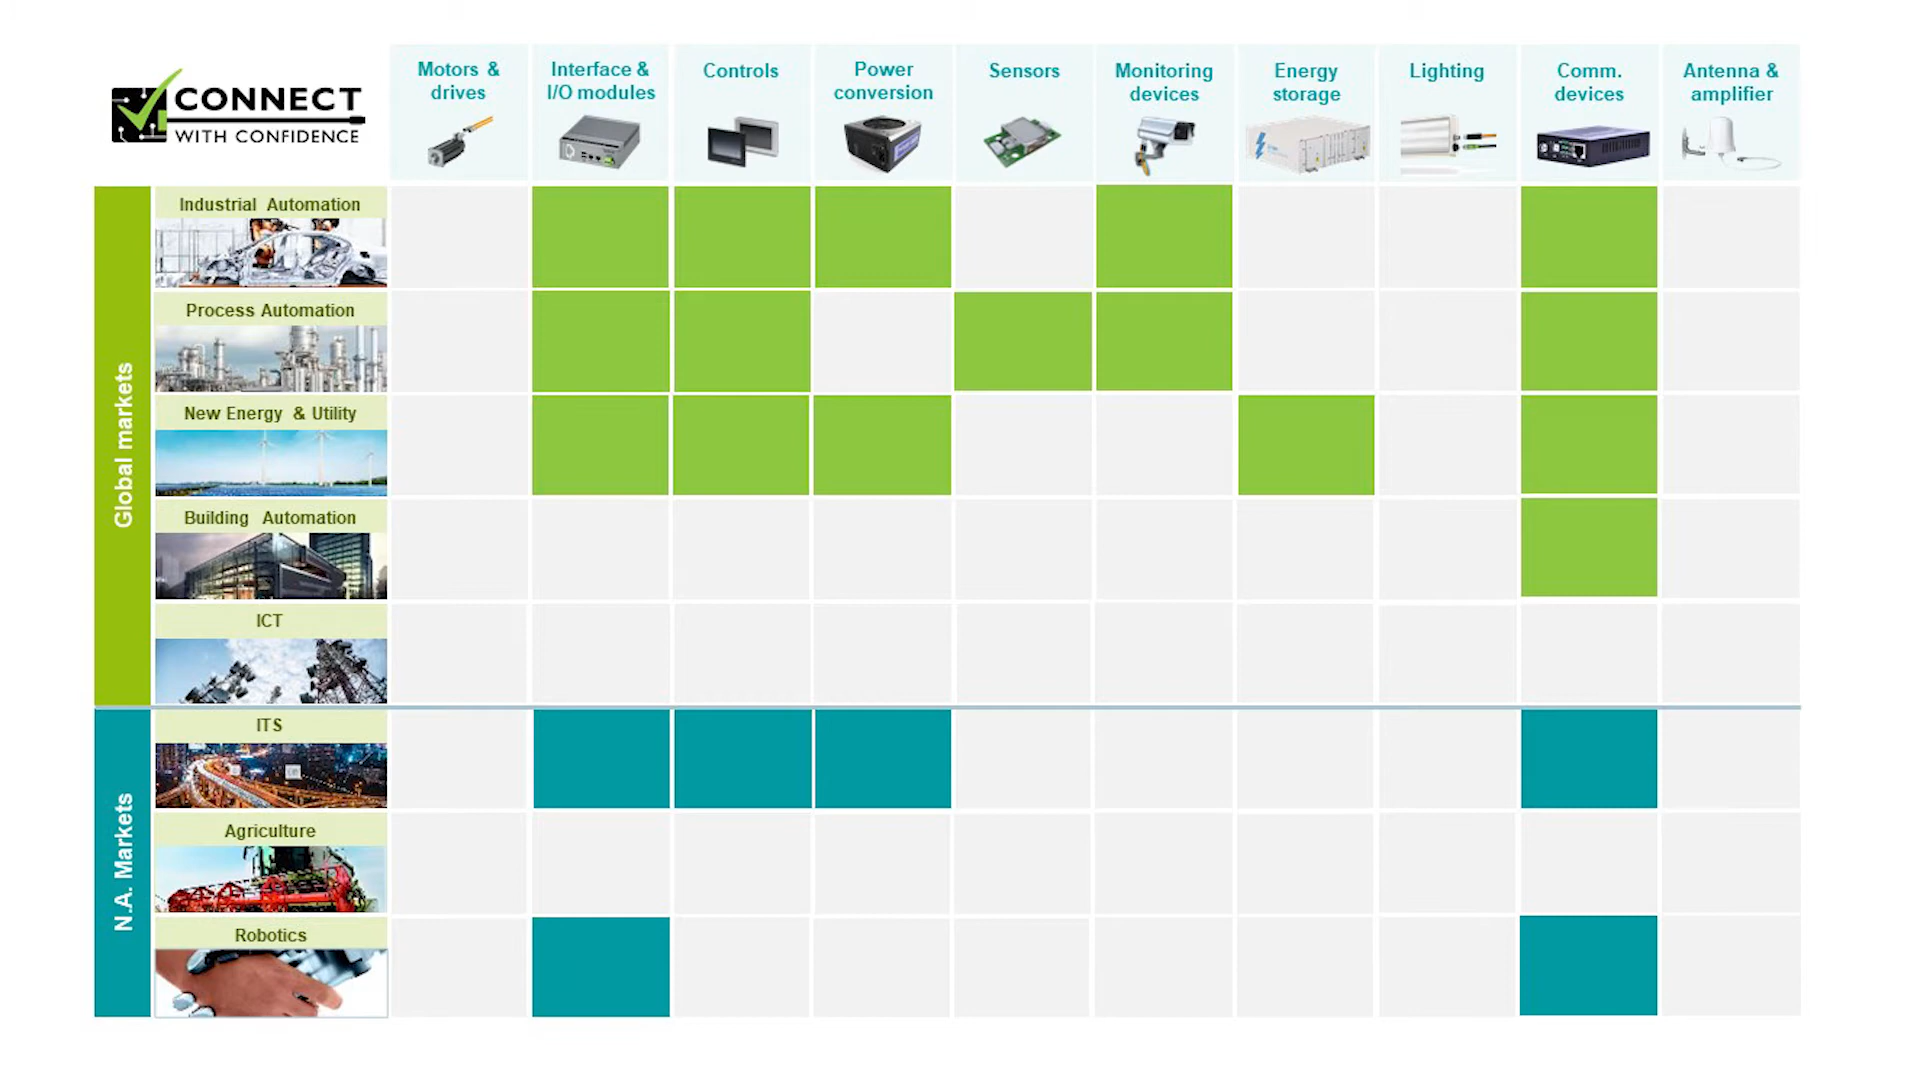 CONNECT
WITH CONFIDENCE
Motors &
drives
Interface &
I/O modules
Controls
Power
conversion
Sensors
Monitoring
devices
Energy
storage
Lighting
Comm.
devices
Antenna &
amplifier
Global markets
Industrial Automation
Process Automation
New Energy & Utility
Building Automation
ICT
N.A. Markets
ITS
Agriculture
Robotics